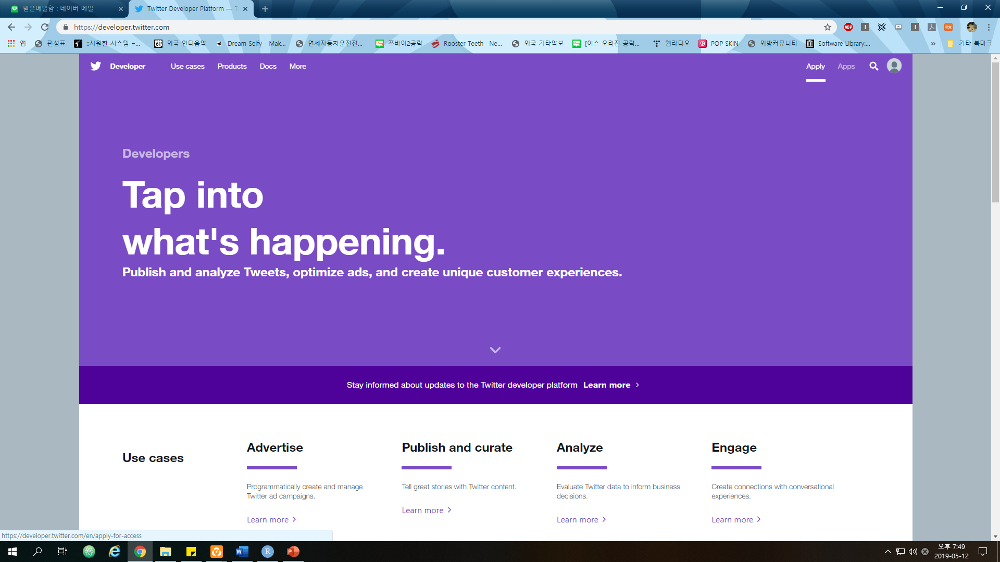 받은메일함 : 네이버 메일
Twitter Developer Platform — T
https://developer.twitter.com
ABP
앱
편성표
::시원한 시스템 =...
외국 인디음악
Dream Selfy - Mak...
연세자동차운전전...
쯔바이2공략
Rooster Teeth · Ne...
외국 기타악보
[이스 오리진 공략...
웹라디오
POP SKIN
외방커뮤니티
Software Library:...
»
기타 북마크
Developer
Use cases
Products
Docs
More
Apply
Apps
Developers
Tap into
what's happening.
Publish and analyze Tweets, optimize ads, and create unique customer experiences.
Stay informed about updates to the Twitter developer platform Learn more
Use cases
Advertise
Programmatically create and manage
Twitter ad campaigns.
Learn more
Publish and curate
Tell great stories with Twitter content.
Learn more
Analyze
Evaluate Twitter data to inform business
decisions.
Learn more
Engage
Create connections with conversational
experiences.
Learn more
https://developer.twitter.com/en/apply-for-access
오후 7:49
2019-05-12